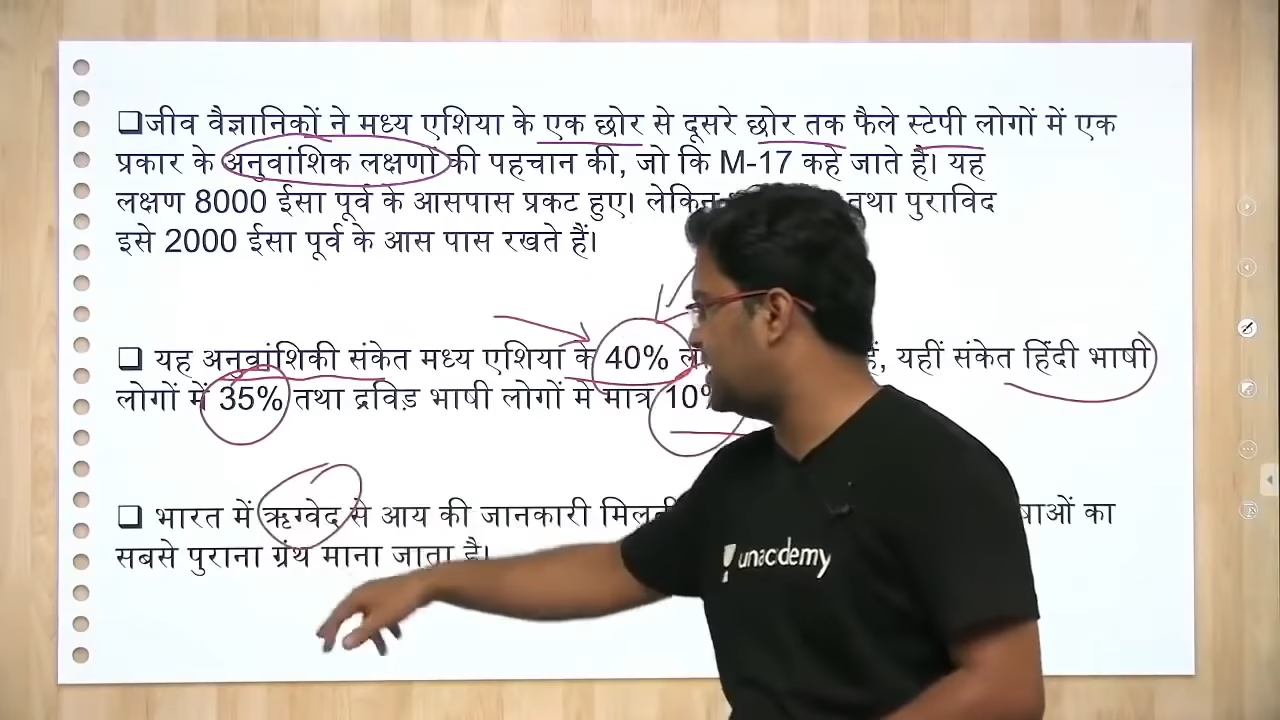 ❑जीव वैज्ञानिकों ने मध्य एशिया के एक छोर से दूसरे छोर तक फैले स्टेपी लोगों में एक
प्रकार के अनुवांशिक लक्षणों की पहचान की, जो कि M-17 कहे जाते हैं। यह
लक्षण 8000 ईसा पूर्व के आसपास प्रकट हुए। लेकिन तथा पुराविद
इसे 2000 ईसा पूर्व के आस पास रखते हैं।
❑ यह अनुवांशिकी संकेत मध्य एशिया के 40% हैं, यहीं संकेत हिंदी भाषी
लोगों में 35% तथा द्रविड़ भाषी लोगों में मात्र 10%
❑ भारत में ऋग्वेद से आय की जानकारी का
सबसे पुराना ग्रंथ माना जाता है।
unacdemy